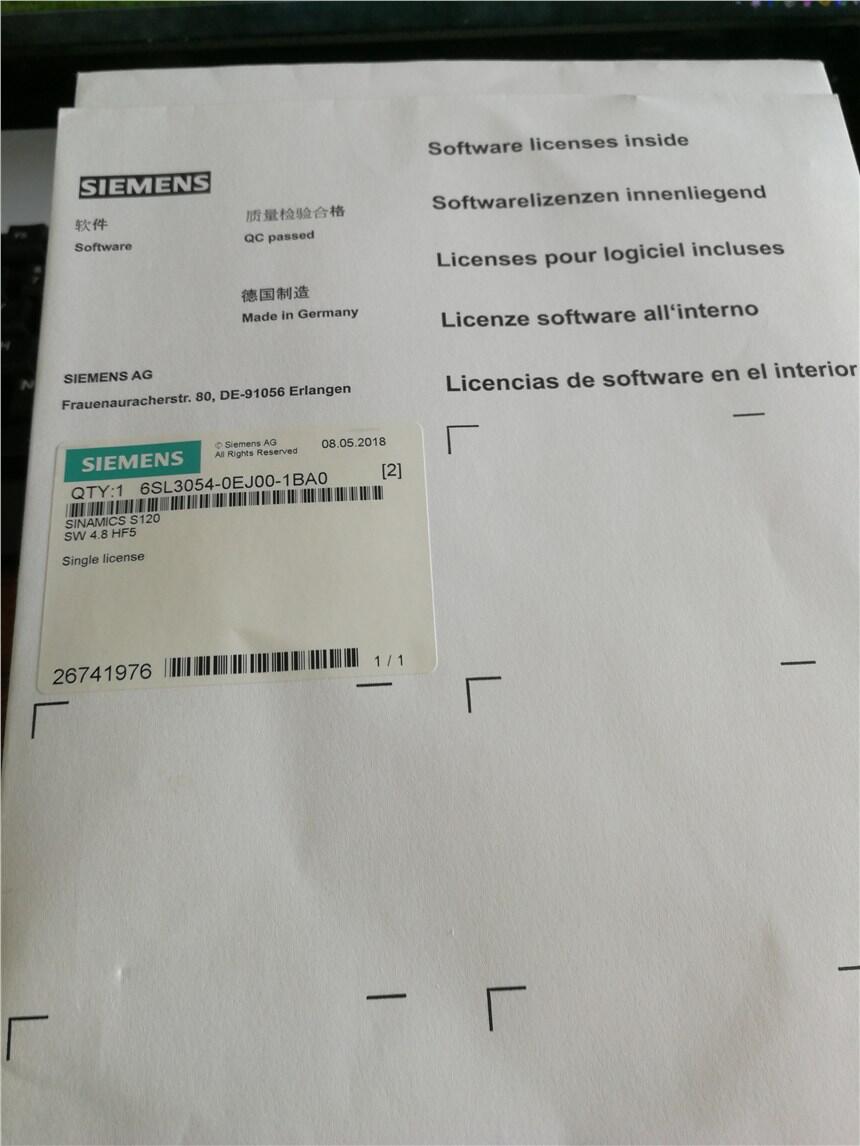 SIEMENS
软件
Software
质量检验合格
QC passed
德国制造
Made in Germany
SIEMENS AG
Frauenauracherstr. 80, DE-91056 Erlangen
Software licenses inside
Softwarelizenzen innenliegend
Licenses pour logiciel incluses
Licenze software all‘interno
Licencias de software en el interior
SIEMENS
© Siemens AG
All Rights Reserved
08.05.2018
QTY:1 6SL3054-0EJ00-1BA0 [2]
SINAMICS S120
SW 4.8 HF5
Single license
26741976 1 / 1